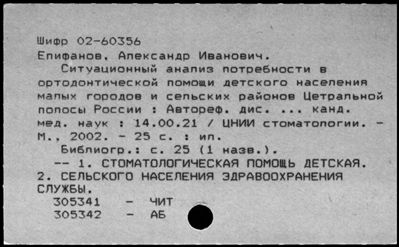 Шифр 02-60356
Епифанов, Александр Иванович.
Ситуационный анализ потребности в
ортодонтической помощи детского населения
малых городов и сельских районов Цетральной
полосы России : Автореф. дис. ... канд.
мед. наук : 14.00.21 / ЦНИИ стоматологии. -
М., 2002. - 25 с. : ил.
Библиогр.: с. 25 (1 назв.).
-- 1. СТОМАТОЛОГИЧЕСКАЯ ПОМОЩЬ ДЕТСКАЯ.
2. СЕЛЬСКОГО НАСЕЛЕНИЯ ЗДРАВООХРАНЕНИЯ
СЛУЖБЫ.
305341 - ЧИТ
305342 - АБ